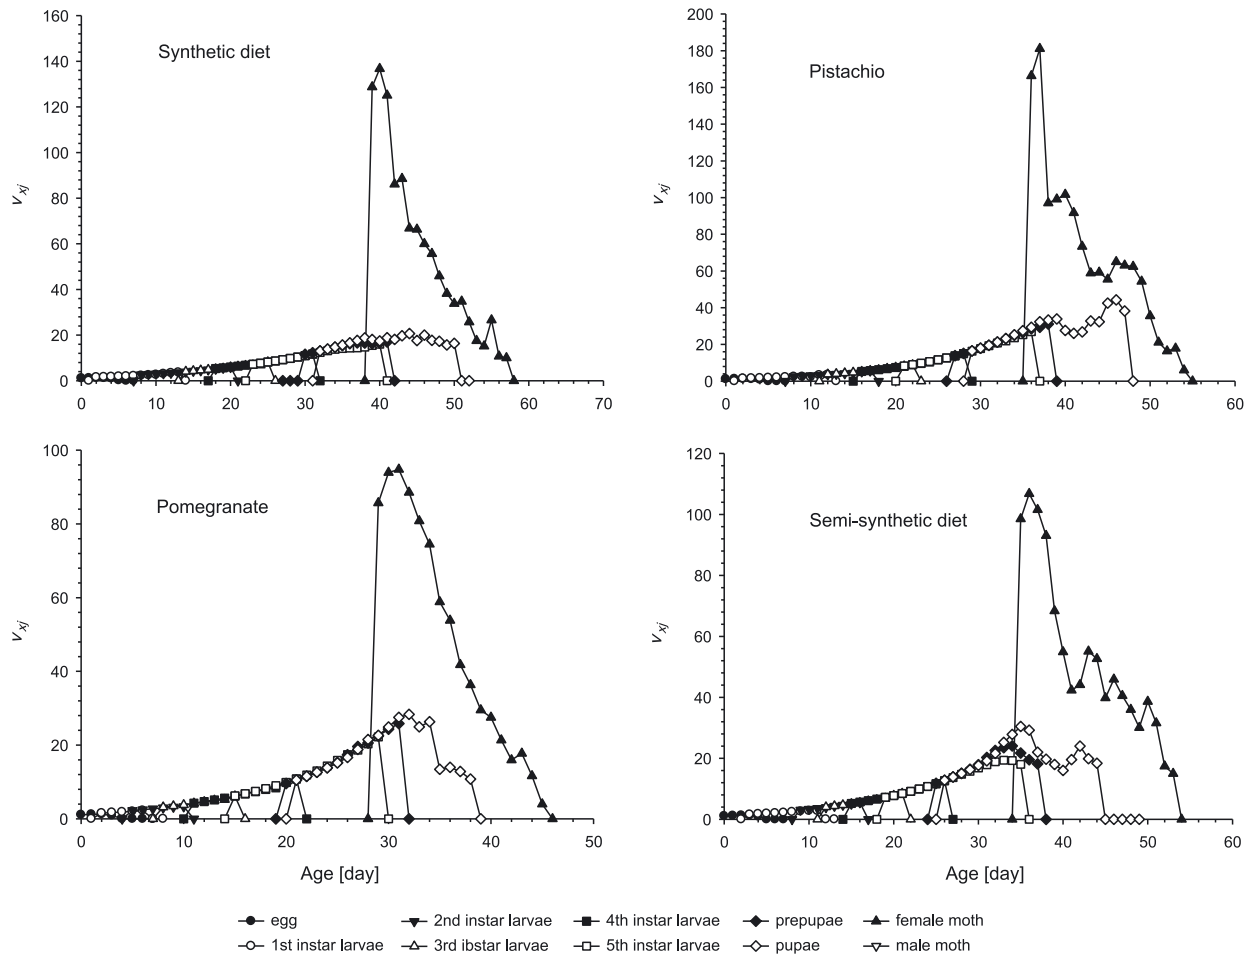 160
140
120
100
80
60
40
20
0
v xj
Synthetic diet
0 10 20 30 40 50 60 70
200
180
160
140
120
100
80
60
40
20
0
v xj
Pistachio
0 10 20 30 40 50 60
100
80
60
40
20
0
v xj
Pomegranate
0 10 20 30 40 50
Age [day]
120
100
80
60
40
20
0
v xj
Semi-synthetic diet
0 10 20 30 40 50 60
Age [day]
egg 2nd instar larvae 4th instar larvae prepupae female moth
1st instar larvae 3rd ibstar larvae 5th instar larvae pupae male moth